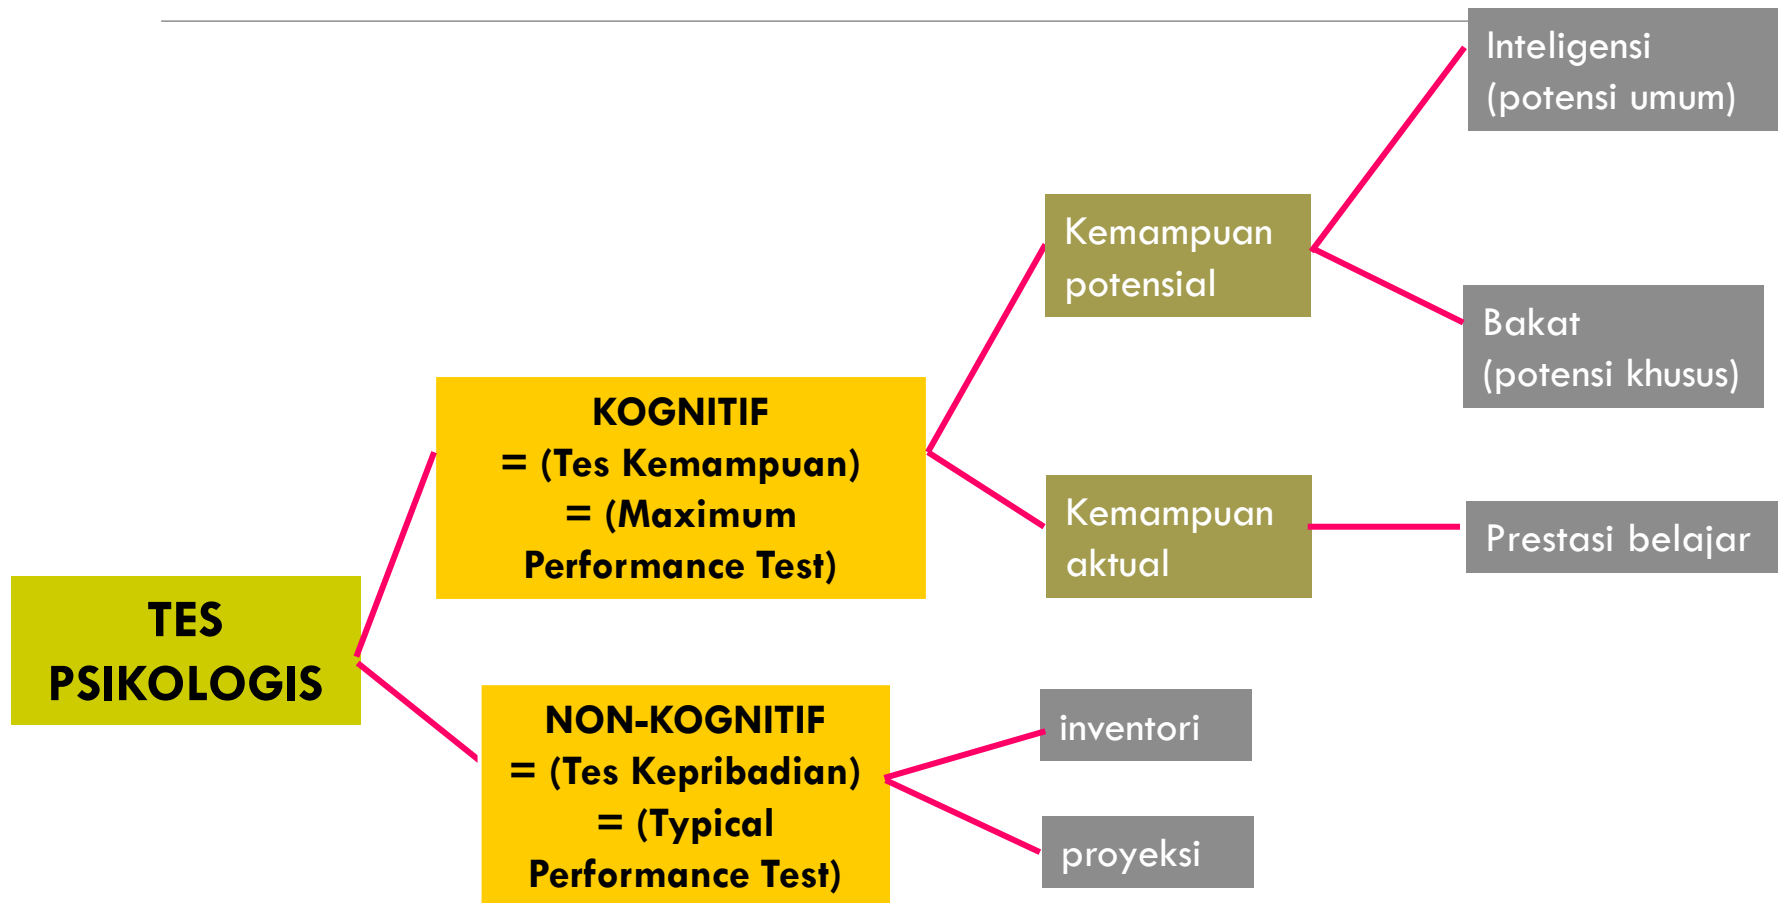 Inteligensi
(potensi umum)
Kemampuan
potensial
Bakat
(potensi khusus)
KOGNITIF
= (Tes Kemampuan)
= (Maximum
Performance Test)
Kemampuan
aktual
Prestasi belajar
TES
PSIKOLOGIS
NON-KOGNITIF
= (Tes Kepribadian)
= (Typical
Performance Test)
inventori
proyeksi